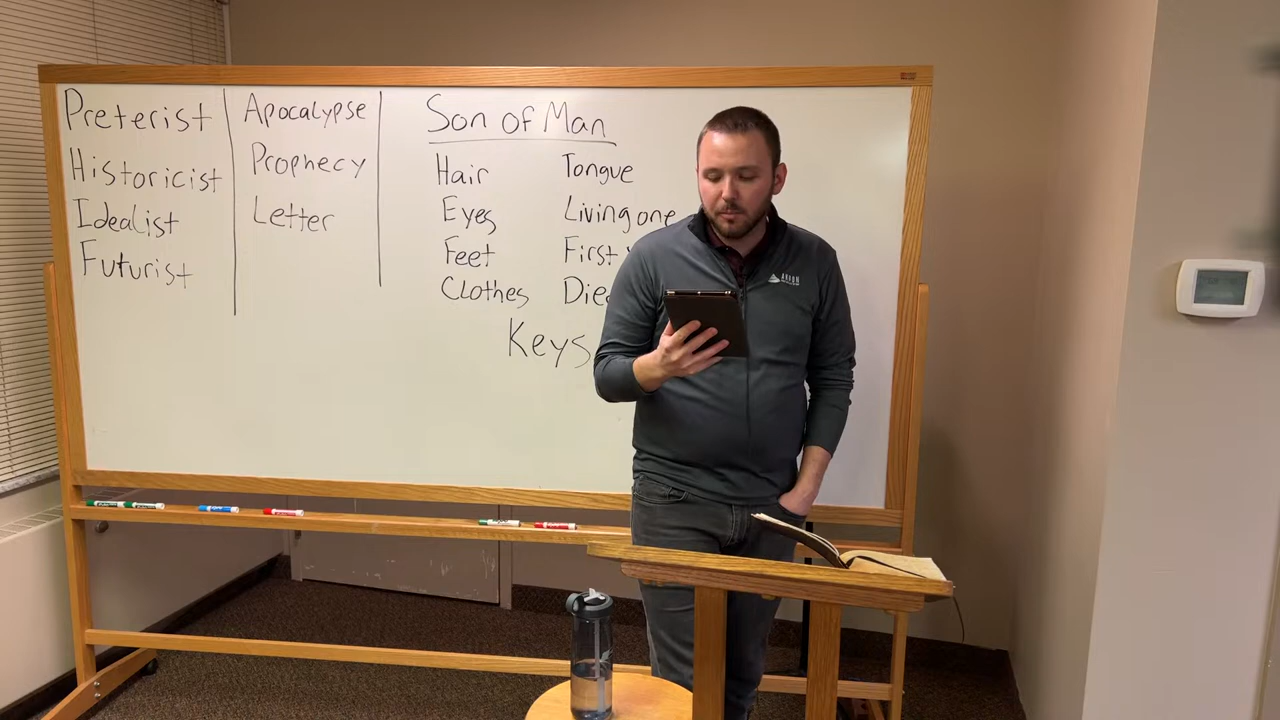 Preterist
Historicist
Idealist
Futurist
Apocalypse
Prophecy
Letter
Son of Man
Hair
Eyes
Feet
Clothes
Tongue
Living one
First
Keys